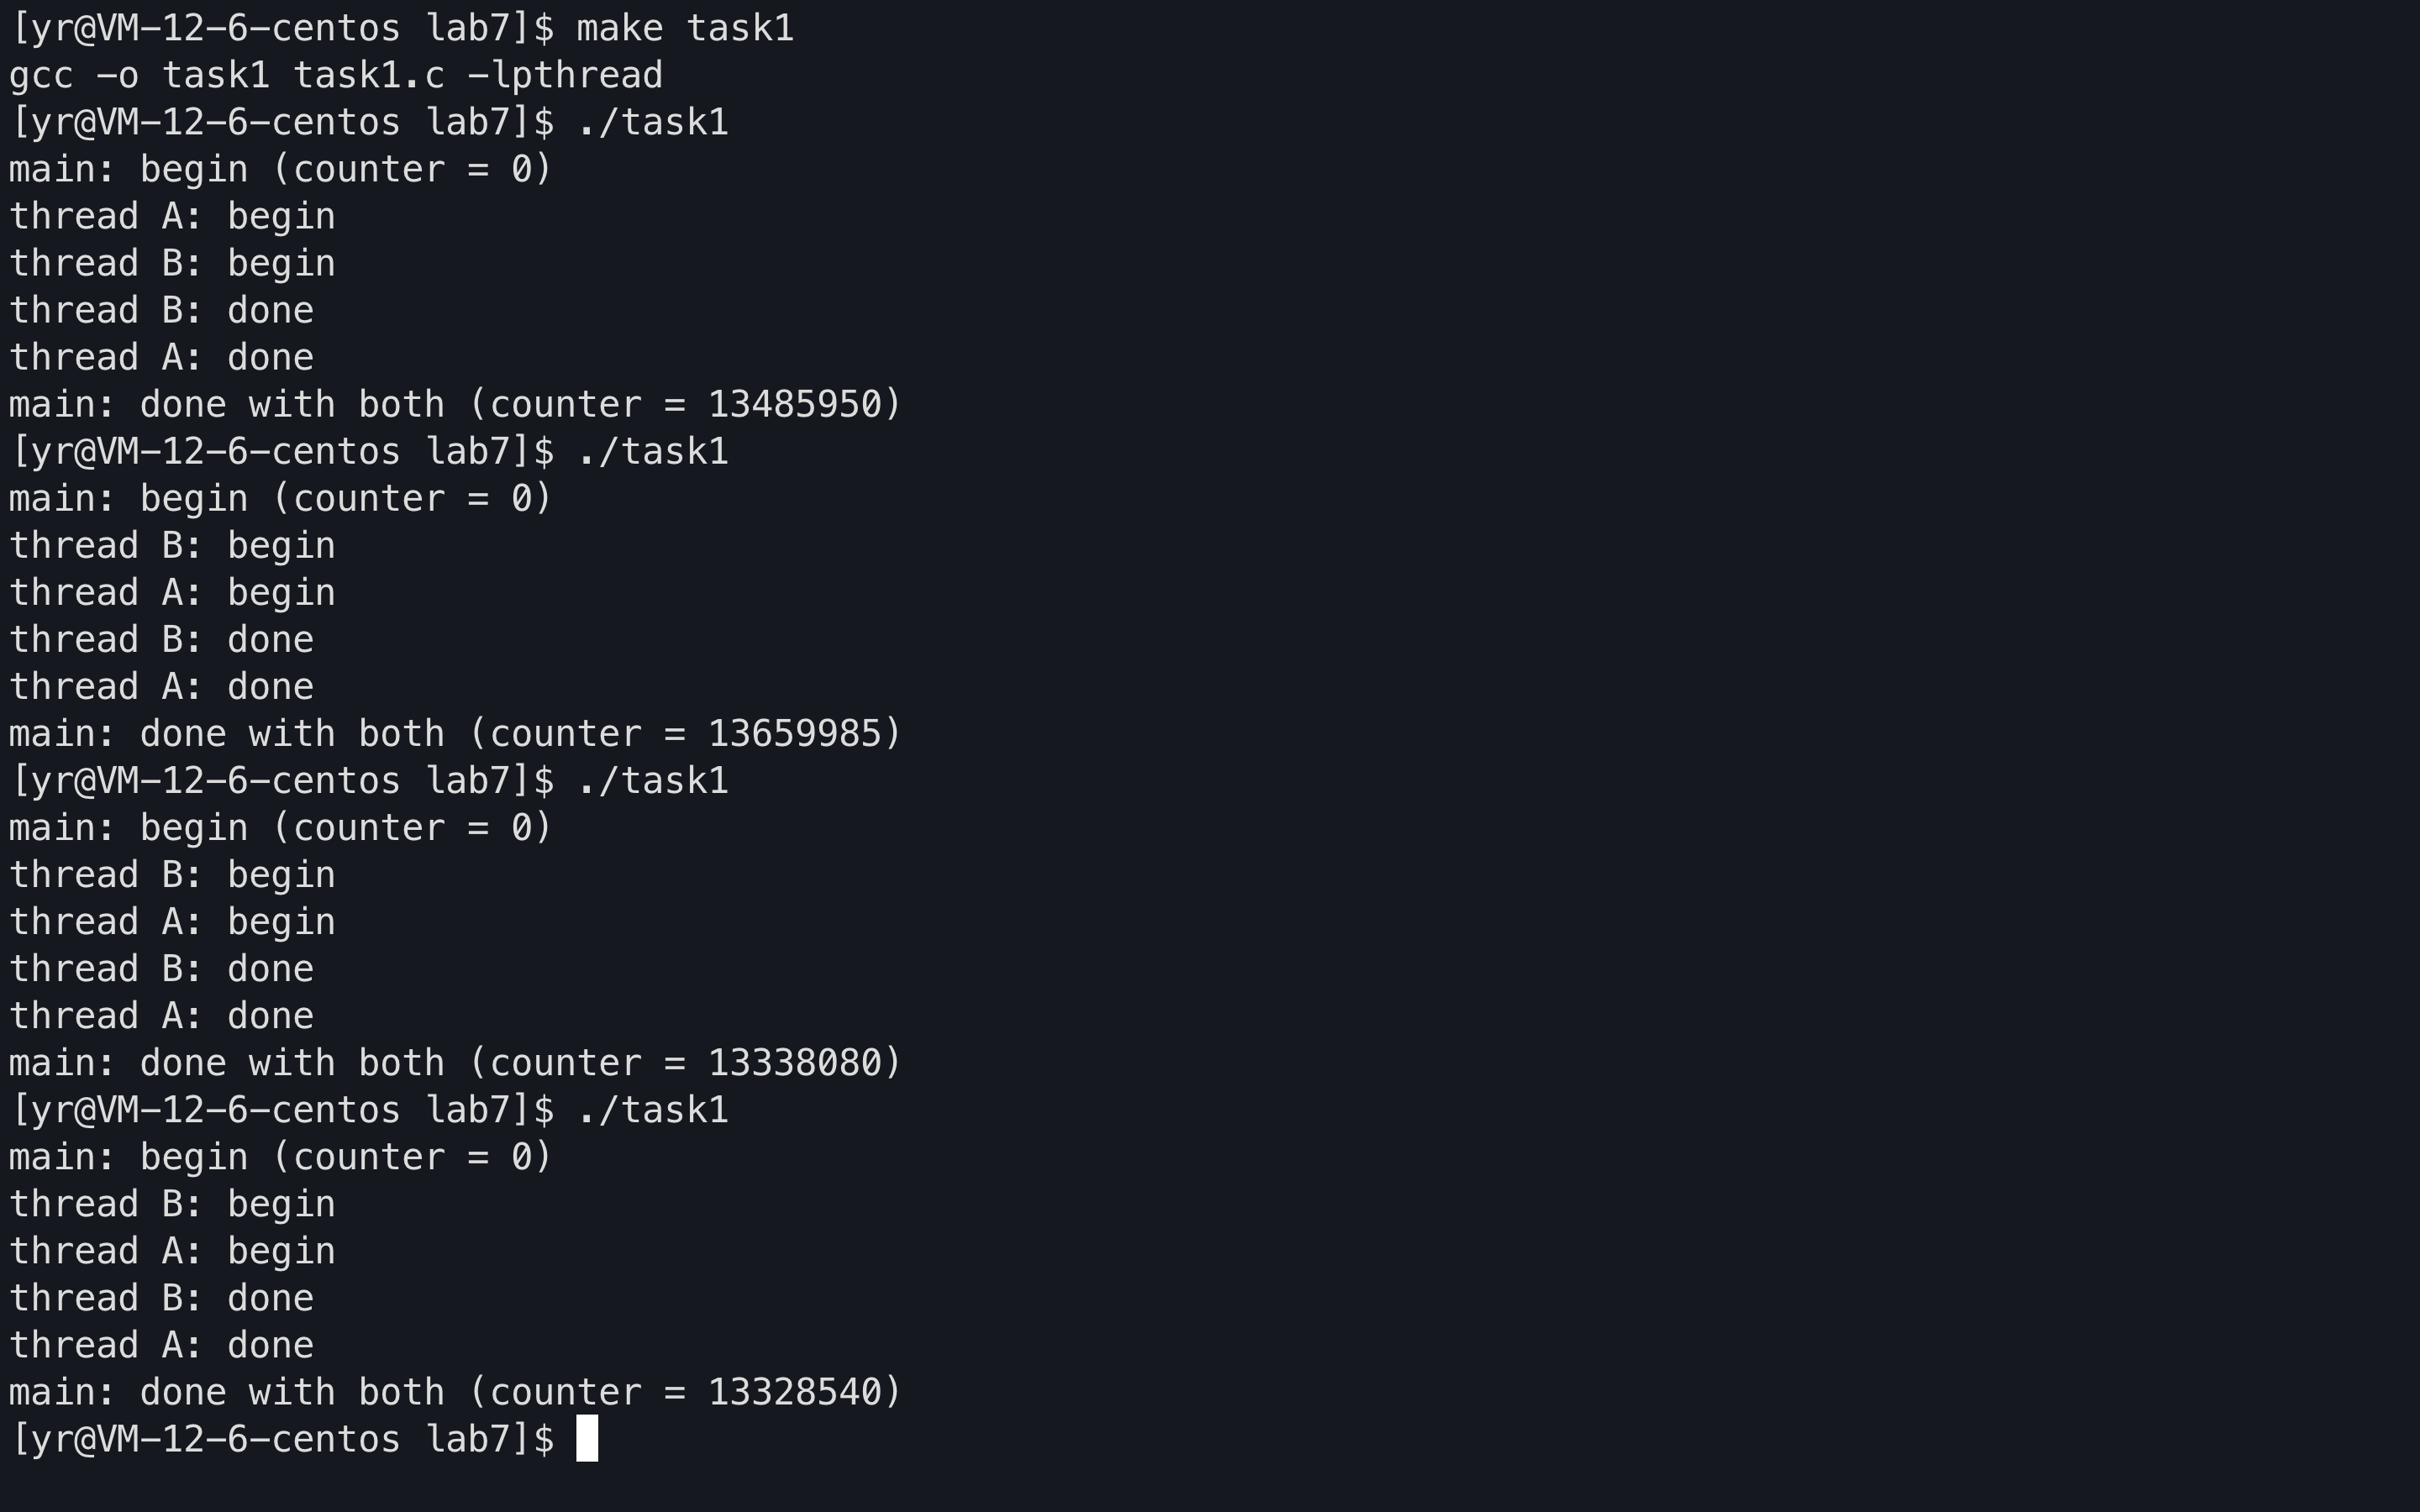 [yr@VM-12-6-centos lab7]$ make task1
gcc -o task1 task1.c -lpthread
[yr@VM-12-6-centos lab7]$ ./task1
main: begin (counter = 0)
thread A: begin
thread B: begin
thread B: done
thread A: done
main: done with both (counter = 13485950)
[yr@VM-12-6-centos lab7]$ ./task1
main: begin (counter = 0)
thread B: begin
thread A: begin
thread B: done
thread A: done
main: done with both (counter = 13659985)
[yr@VM-12-6-centos lab7]$ ./task1
main: begin (counter = 0)
thread B: begin
thread A: begin
thread B: done
thread A: done
main: done with both (counter = 13338080)
[yr@VM-12-6-centos lab7]$ ./task1
main: begin (counter = 0)
thread B: begin
thread A: begin
thread B: done
thread A: done
main: done with both (counter = 13328540)
[yr@VM-12-6-centos lab7]$